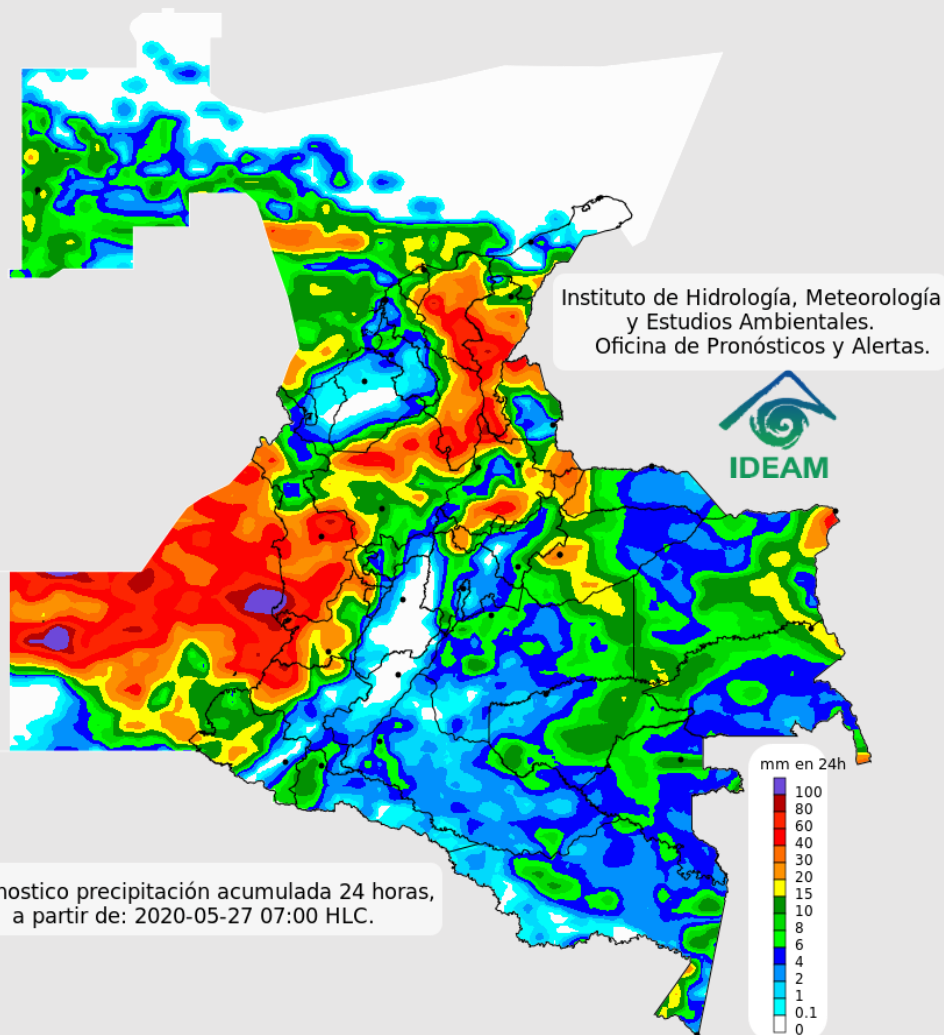 Instituto de Hidrología, Meteorología
y Estudios Ambientales.
Oficina de Pronósticos y Alertas.
IDEAM
mm en 24h
100
80
60
40
30
20
15
10
8
6
4
2
1
0.1
0
nostico precipitación acumulada 24 horas,
a partir de: 2020-05-27 07:00 HLC.